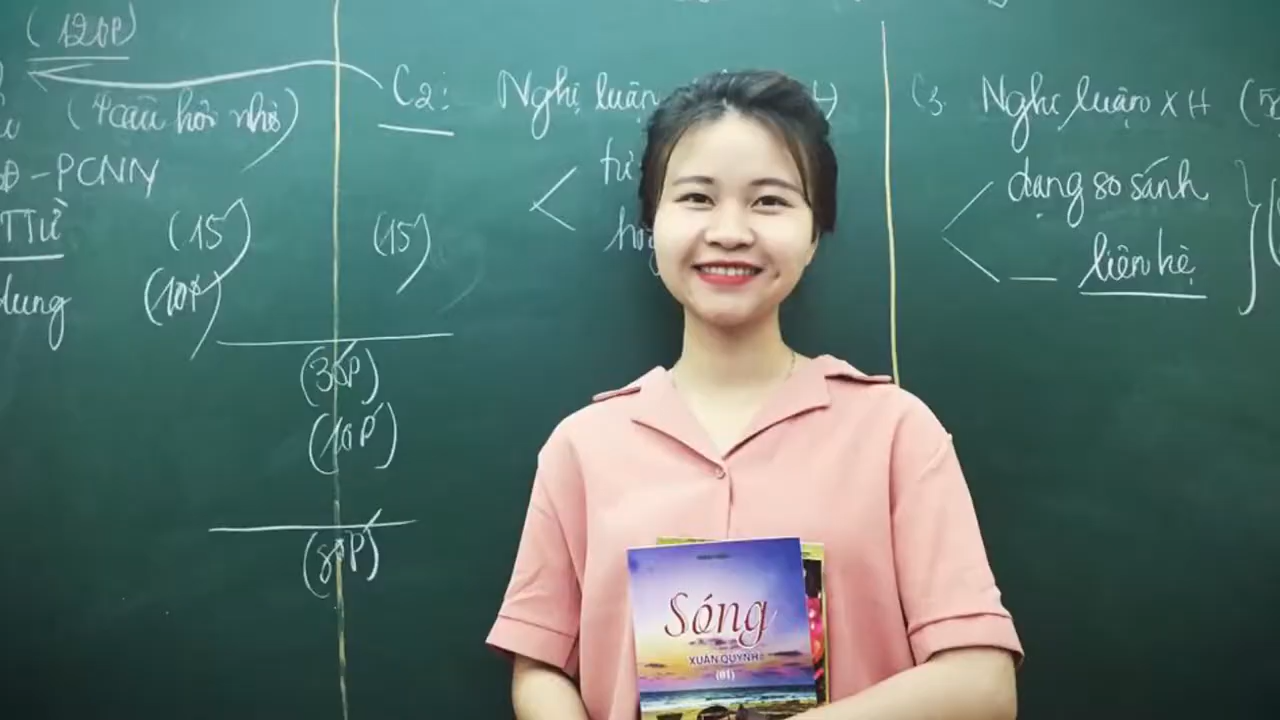 (120p)
(4 câu hỏi nhỏ)
-PCNN
TTừ
(15)
dung
(10p)
(15)
(30p)
(10p)
(80p)
C2:
Nghị luận
C3.
Nghị luận XH
dạng so sánh
liên hệ
Sóng
XUÂN QUỲNH
(01)